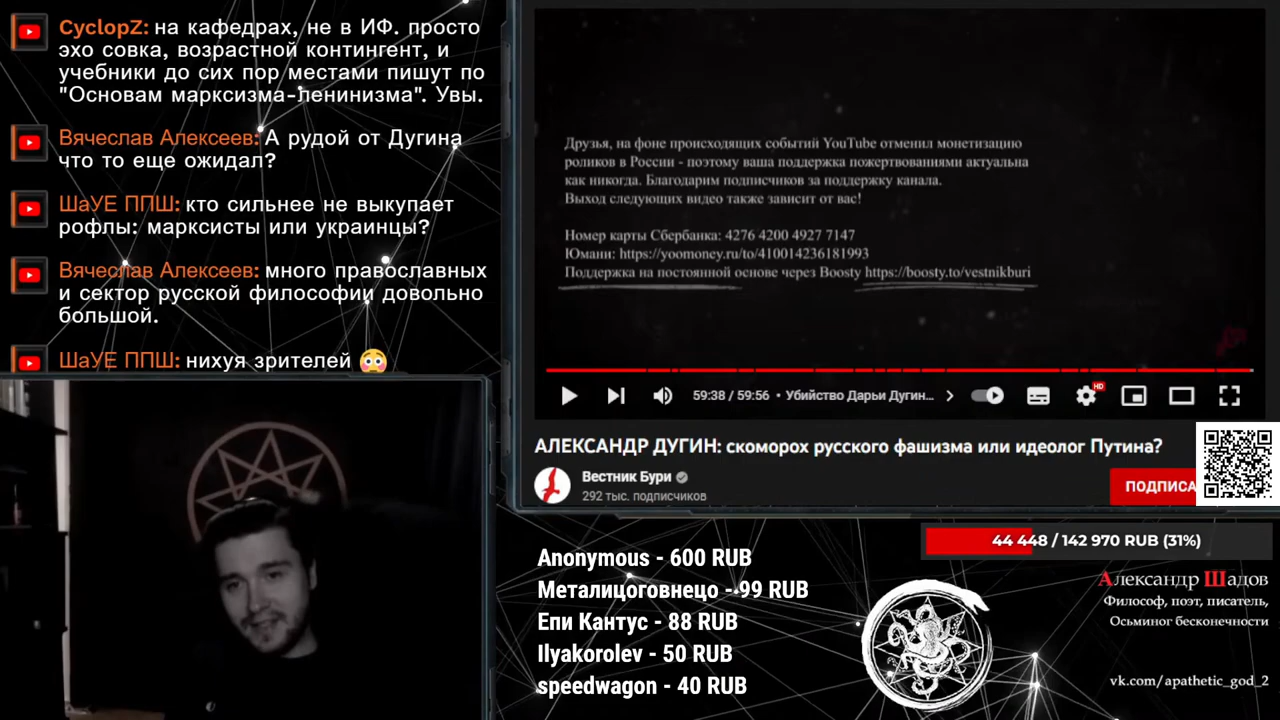 CyclopZ: на кафедрах, не в ИФ. просто
эхо совка, возрастной контингент, и
учебники до сих пор местами пишут по
"Основам марксизма-ленинизма". Увы.
Вячеслав Алексеев: А рудой от Дугина
что то еще ожидал?
ШаУЕ ППШ: кто сильнее не выкупает
рофлы: марксисты или украинцы?
Вячеслав Алексеев: много православных
и сектор русской философии довольно
большой.
ШаУЕ ППШ: нихуя зрителей 😳
Друзья, на фоне происходящих событий YouTube отменил монетизацию
роликов в России - поэтому ваша поддержка пожертвованиями актуальна
как никогда. Благодарим подписчиков за поддержку канала.
Выход следующих видео также зависит от вас!
Номер карты Сбербанка: 4276 4200 4927 7147
Юмани: https://yoomoney.ru/to/410014236181993
Поддержка на постоянной основе через Boosty https://boosty.to/vestnikburi
59:38 / 59:56 • Убийство Дарьи Дугин...
HD
АЛЕКСАНДР ДУГИН: скоморох русского фашизма или идеолог Путина?
Вестник Бури
292 тыс. подписчиков
ПОДПИСА
44 448 / 142 970 RUB (31%)
Anonymous - 600 RUB
Металицоговнецо - 99 RUB
Епи Кантус - 88 RUB
Ilyakorolev - 50 RUB
speedwagon - 40 RUB
Александр Шадов
Философ, поэт, писатель,
Осьминог бесконечности
vk.com/apathetic_god_2